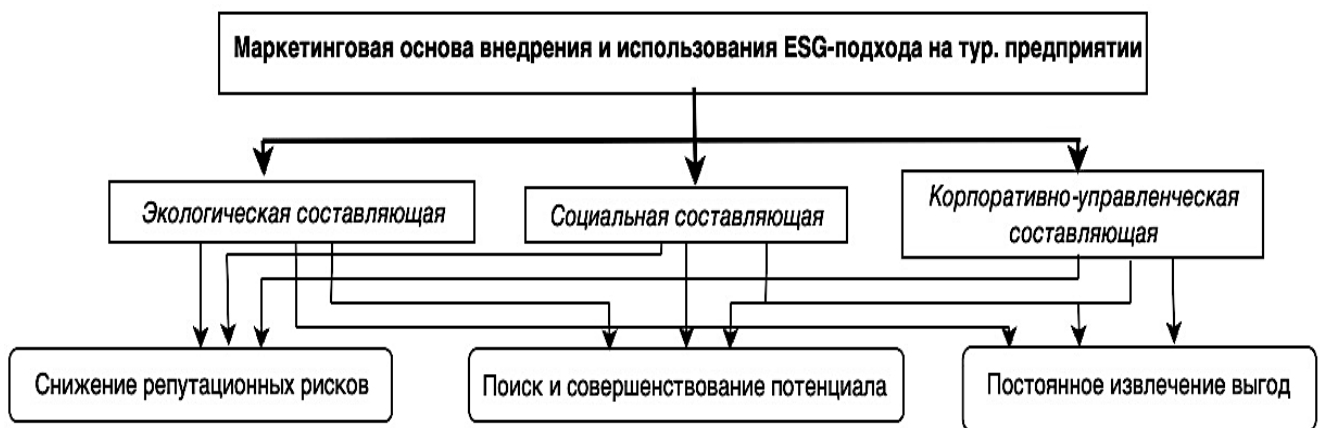 Маркетинговая основа внедрения и использования ESG-подхода на тур. предприятии
Экологическая составляющая
Социальная составляющая
Корпоративно-управленческая
составляющая
Снижение репутационных рисков
Поиск и совершенствование потенциала
Постоянное извлечение выгод